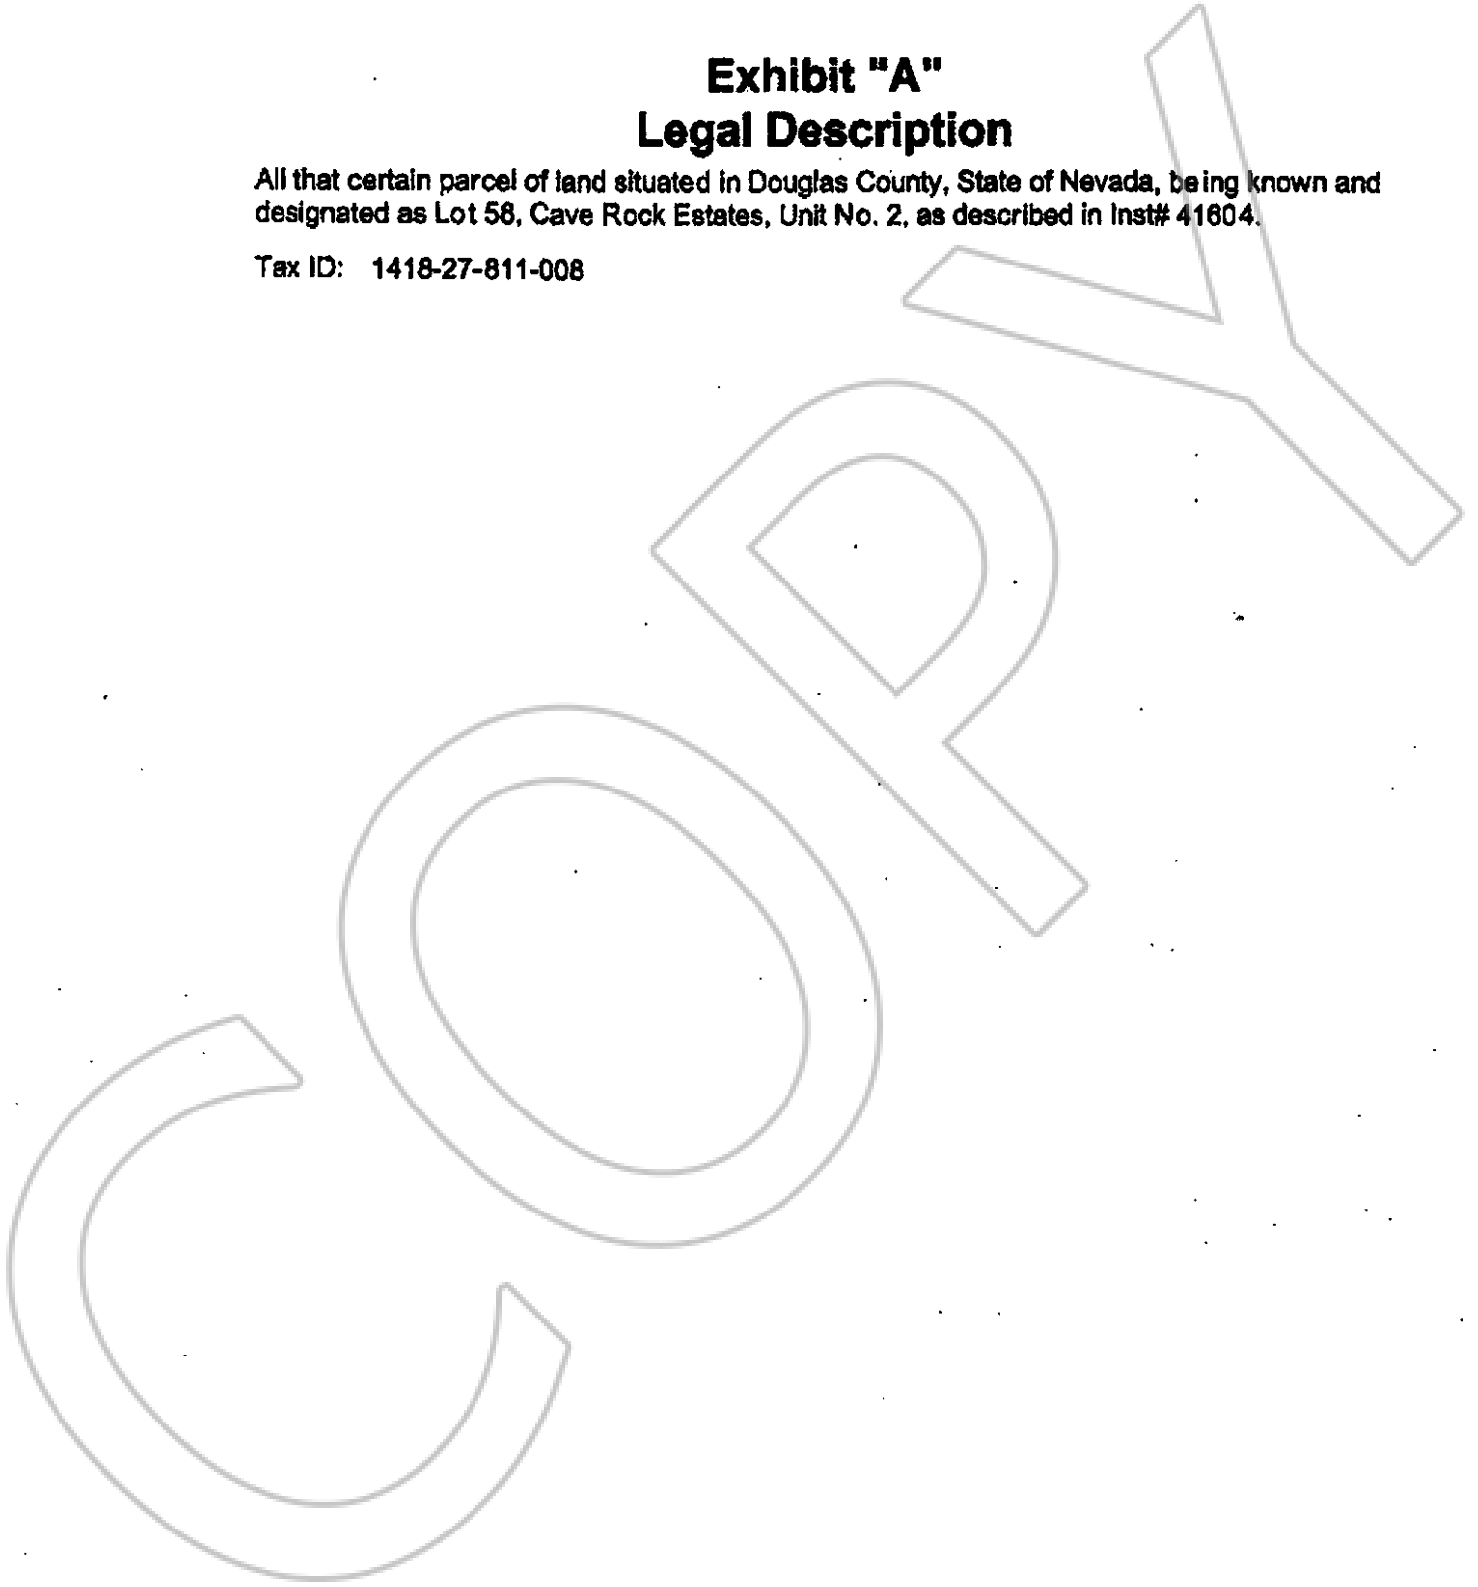 Exhibit "A"
Legal Description
All that certain parcel of land situated in Douglas County, State of Nevada, being known and
designated as Lot 58, Cave Rock Estates, Unit No. 2, as described in Inst# 41604.
Tax ID: 1418-27-811-008
COPY